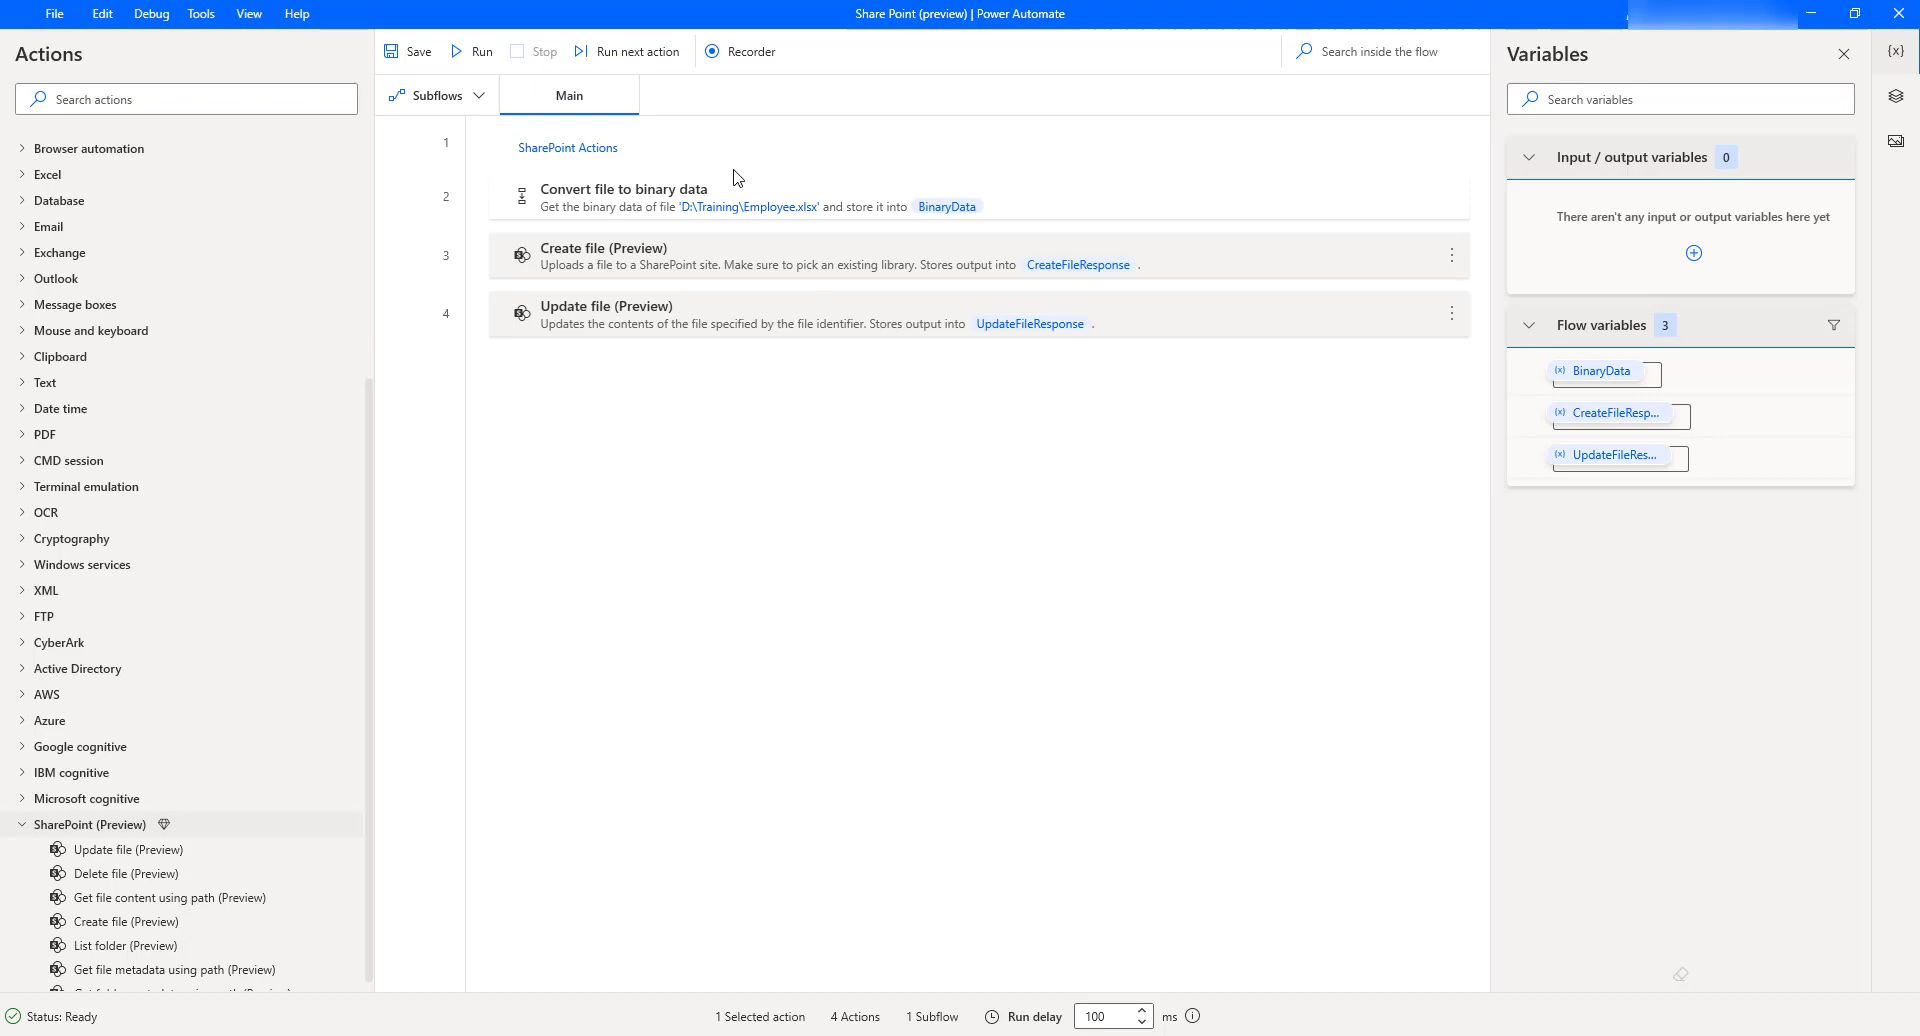 File Edit Debug Tools View Help
Share Point (preview) | Power Automate
Actions
Search actions
Browser automation
Excel
Database
Email
Exchange
Outlook
Message boxes
Mouse and keyboard
Clipboard
Text
Date time
PDF
CMD session
Terminal emulation
OCR
Cryptography
Windows services
XML
FTP
CyberArk
Active Directory
AWS
Azure
Google cognitive
IBM cognitive
Microsoft cognitive
SharePoint (Preview)
Update file (Preview)
Delete file (Preview)
Get file content using path (Preview)
Create file (Preview)
List folder (Preview)
Get file metadata using path (Preview)
Save Run Stop Run next action Recorder
Search inside the flow
Subflows Main
1 SharePoint Actions
2 Convert file to binary data
Get the binary data of file 'D:\Training\Employee.xlsx' and store it into BinaryData
3 Create file (Preview)
Uploads a file to a SharePoint site. Make sure to pick an existing library. Stores output into CreateFileResponse .
4 Update file (Preview)
Updates the contents of the file specified by the file identifier. Stores output into UpdateFileResponse .
Variables
{x}
Search variables
Input / output variables 0
There aren't any input or output variables here yet
Flow variables 3
(x) BinaryData
(x) CreateFileResp...
(x) UpdateFileRes...
Status: Ready
1 Selected action 4 Actions 1 Subflow Run delay 100 ms